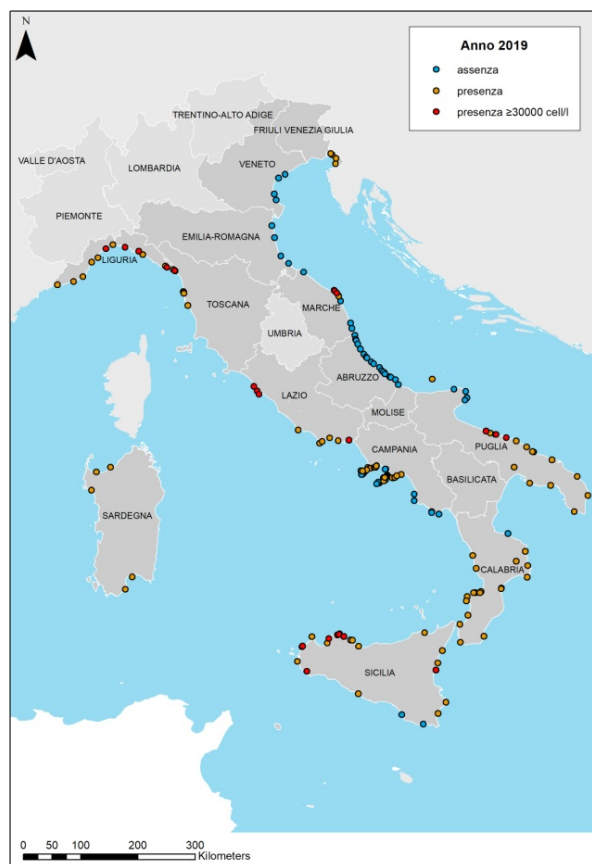 N
Anno 2019
assenza
presenza
presenza ≥30000 cell/l
TRENTINO-ALTO ADIGE
FRIULI VENEZIA GIULIA
VALLE D'AOSTA
LOMBARDIA
VENETO
PIEMONTE
EMILIA-ROMAGNA
LIGURIA
TOSCANA
MARCHE
UMBRIA
LAZIO
ABRUZZO
MOLISE
CAMPANIA
PUGLIA
BASILICATA
SARDEGNA
CALABRIA
SICILIA
0 50 100 200 300
Kilometers